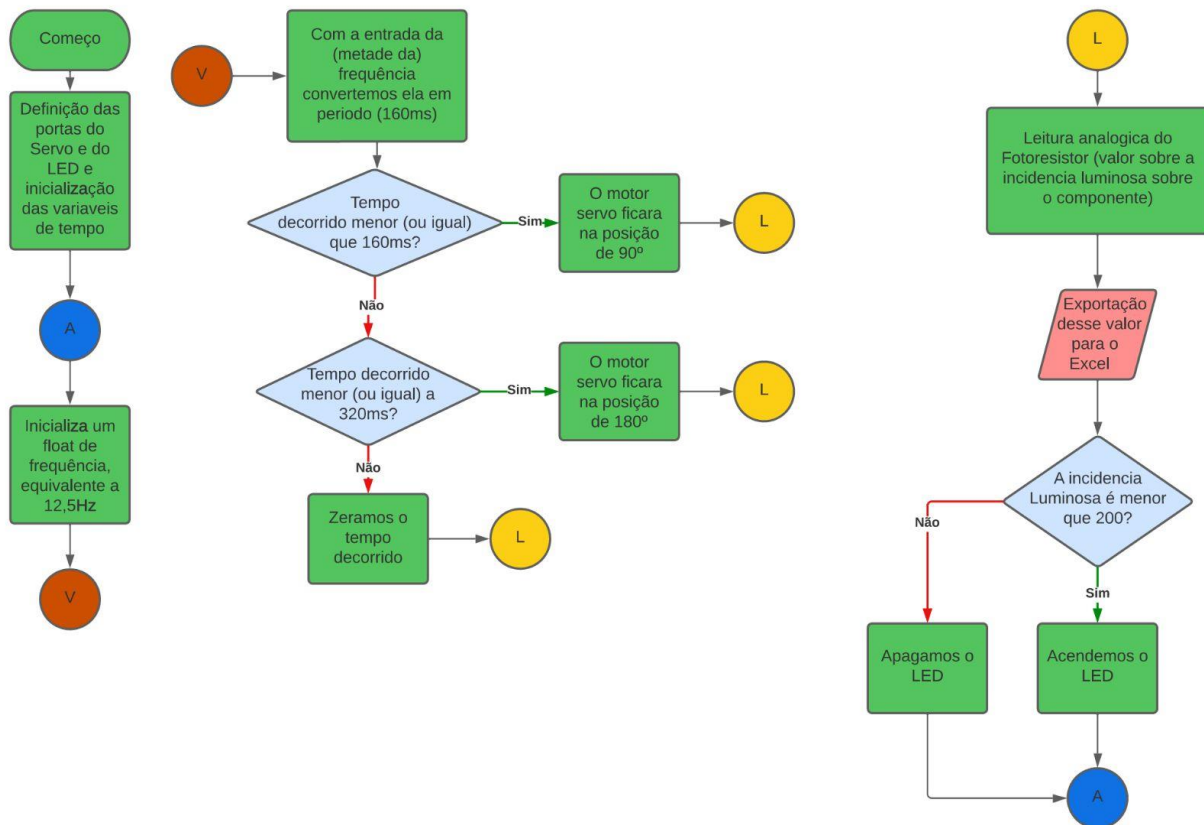 Começo
Definição das
portas do
Servo e do
LED e
inicialização
das variaveis
de tempo
A
Inicializa um
float de
frequência,
equivalente a
12,5Hz
V
V
Com a entrada da
(metade da)
frequência
convertemos ela em
periodo (160ms)
Tempo
decorrido menor (ou igual)
que 160ms?
Sim
O motor
servo ficara
na posição
de 90º
L
Não
Tempo decorrido
menor (ou igual) a
320ms?
Sim
O motor
servo ficara
na posição
de 180º
L
Não
Zeramos o
tempo
decorrido
L
L
Leitura analogica do
Fotoresistor (valor sobre a
incidencia luminosa sobre
o componente)
Exportação
desse valor
para o
Excel
A incidencia
Luminosa é menor
que 200?
Não
Sim
Apagamos o
LED
Acendemos o
LED
A